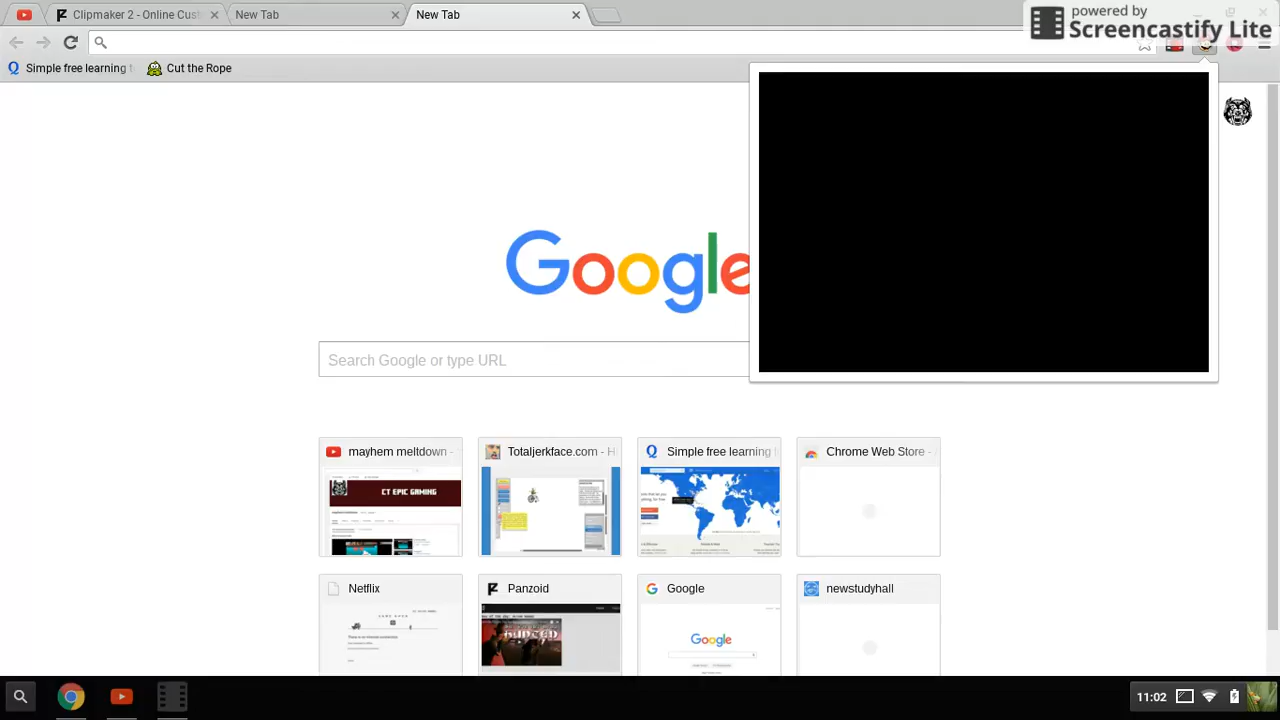 Clipmaker 2 - Online Cust
New Tab
New Tab
powered by
Screencastify Lite
Simple free learning
Cut the Rope
Google
Search Google or type URL
mayhem meltdown -
Totaljerkface.com - H
Simple free learning
Chrome Web Store -
CT EPIC GAMING
Netflix
Panzoid
Google
newstudyhall
Google
11:02